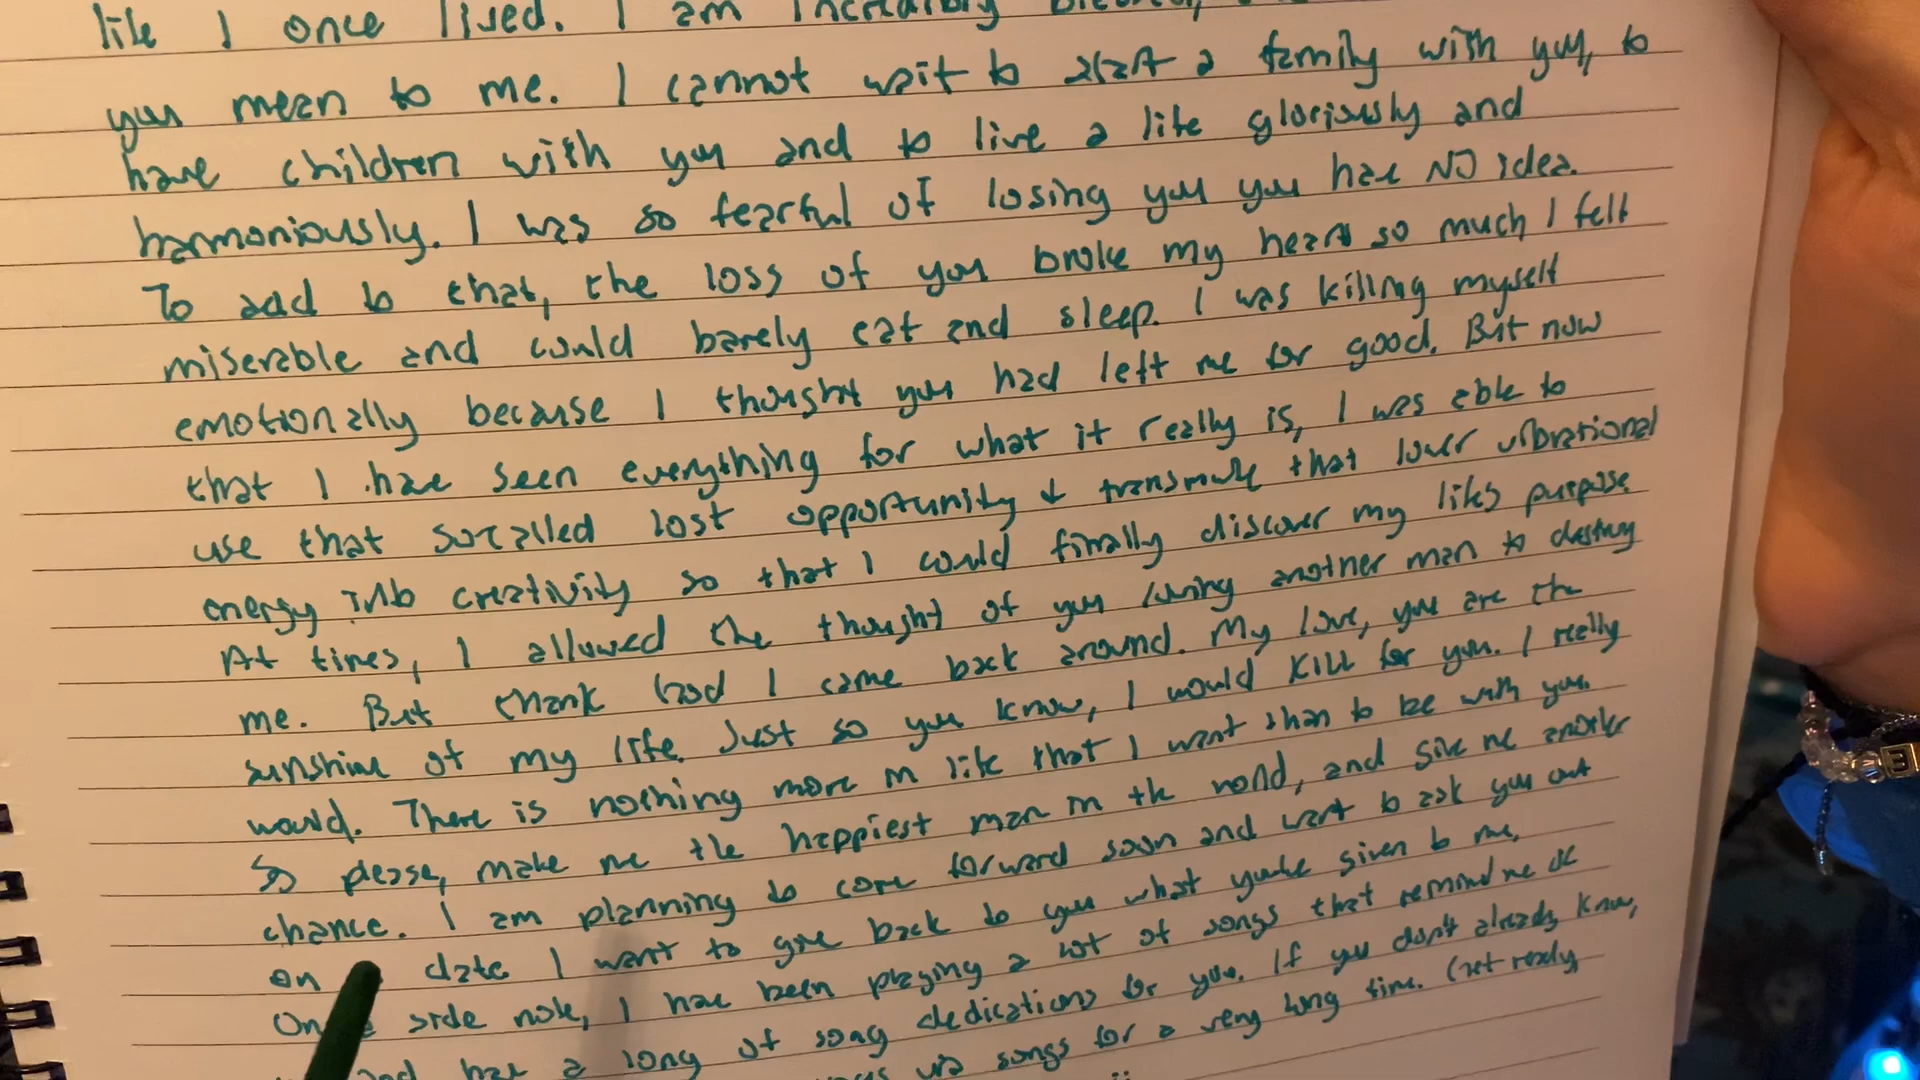 life I once lived. I am incredibly
you mean to me. I cannot wait to start a family with you, to
have children with you and to live a life gloriously and
harmoniously. I was so fearful of losing you you have NO idea.
To add to that, the loss of you broke my heart so much I felt
miserable and could barely eat and sleep. I was killing myself
emotionally because I thought you had left me for good. But now
that I have seen everything for what it really is, I was able to
use that socalled lost opportunity & transmute that lower vibrational
energy into creativity so that I could finally discover my life's purpose.
At times, I allowed the thought of you loving another man to destroy
me. But thank God I came back around. My love, you are the
sunshine of my life. Just so you know, I would KILL for you. I really
would. There is nothing more in life that I want than to be with you.
So please, make me the happiest man in the world, and give me another
chance. I am planning to come forward soon and want to ask you out
on date I want to give back to you what you've given to me.
On side note, I have been playing a lot of songs that remind me of
have a long of song dedications for you. If you don't already know,
songs for a very long time. Get ready,